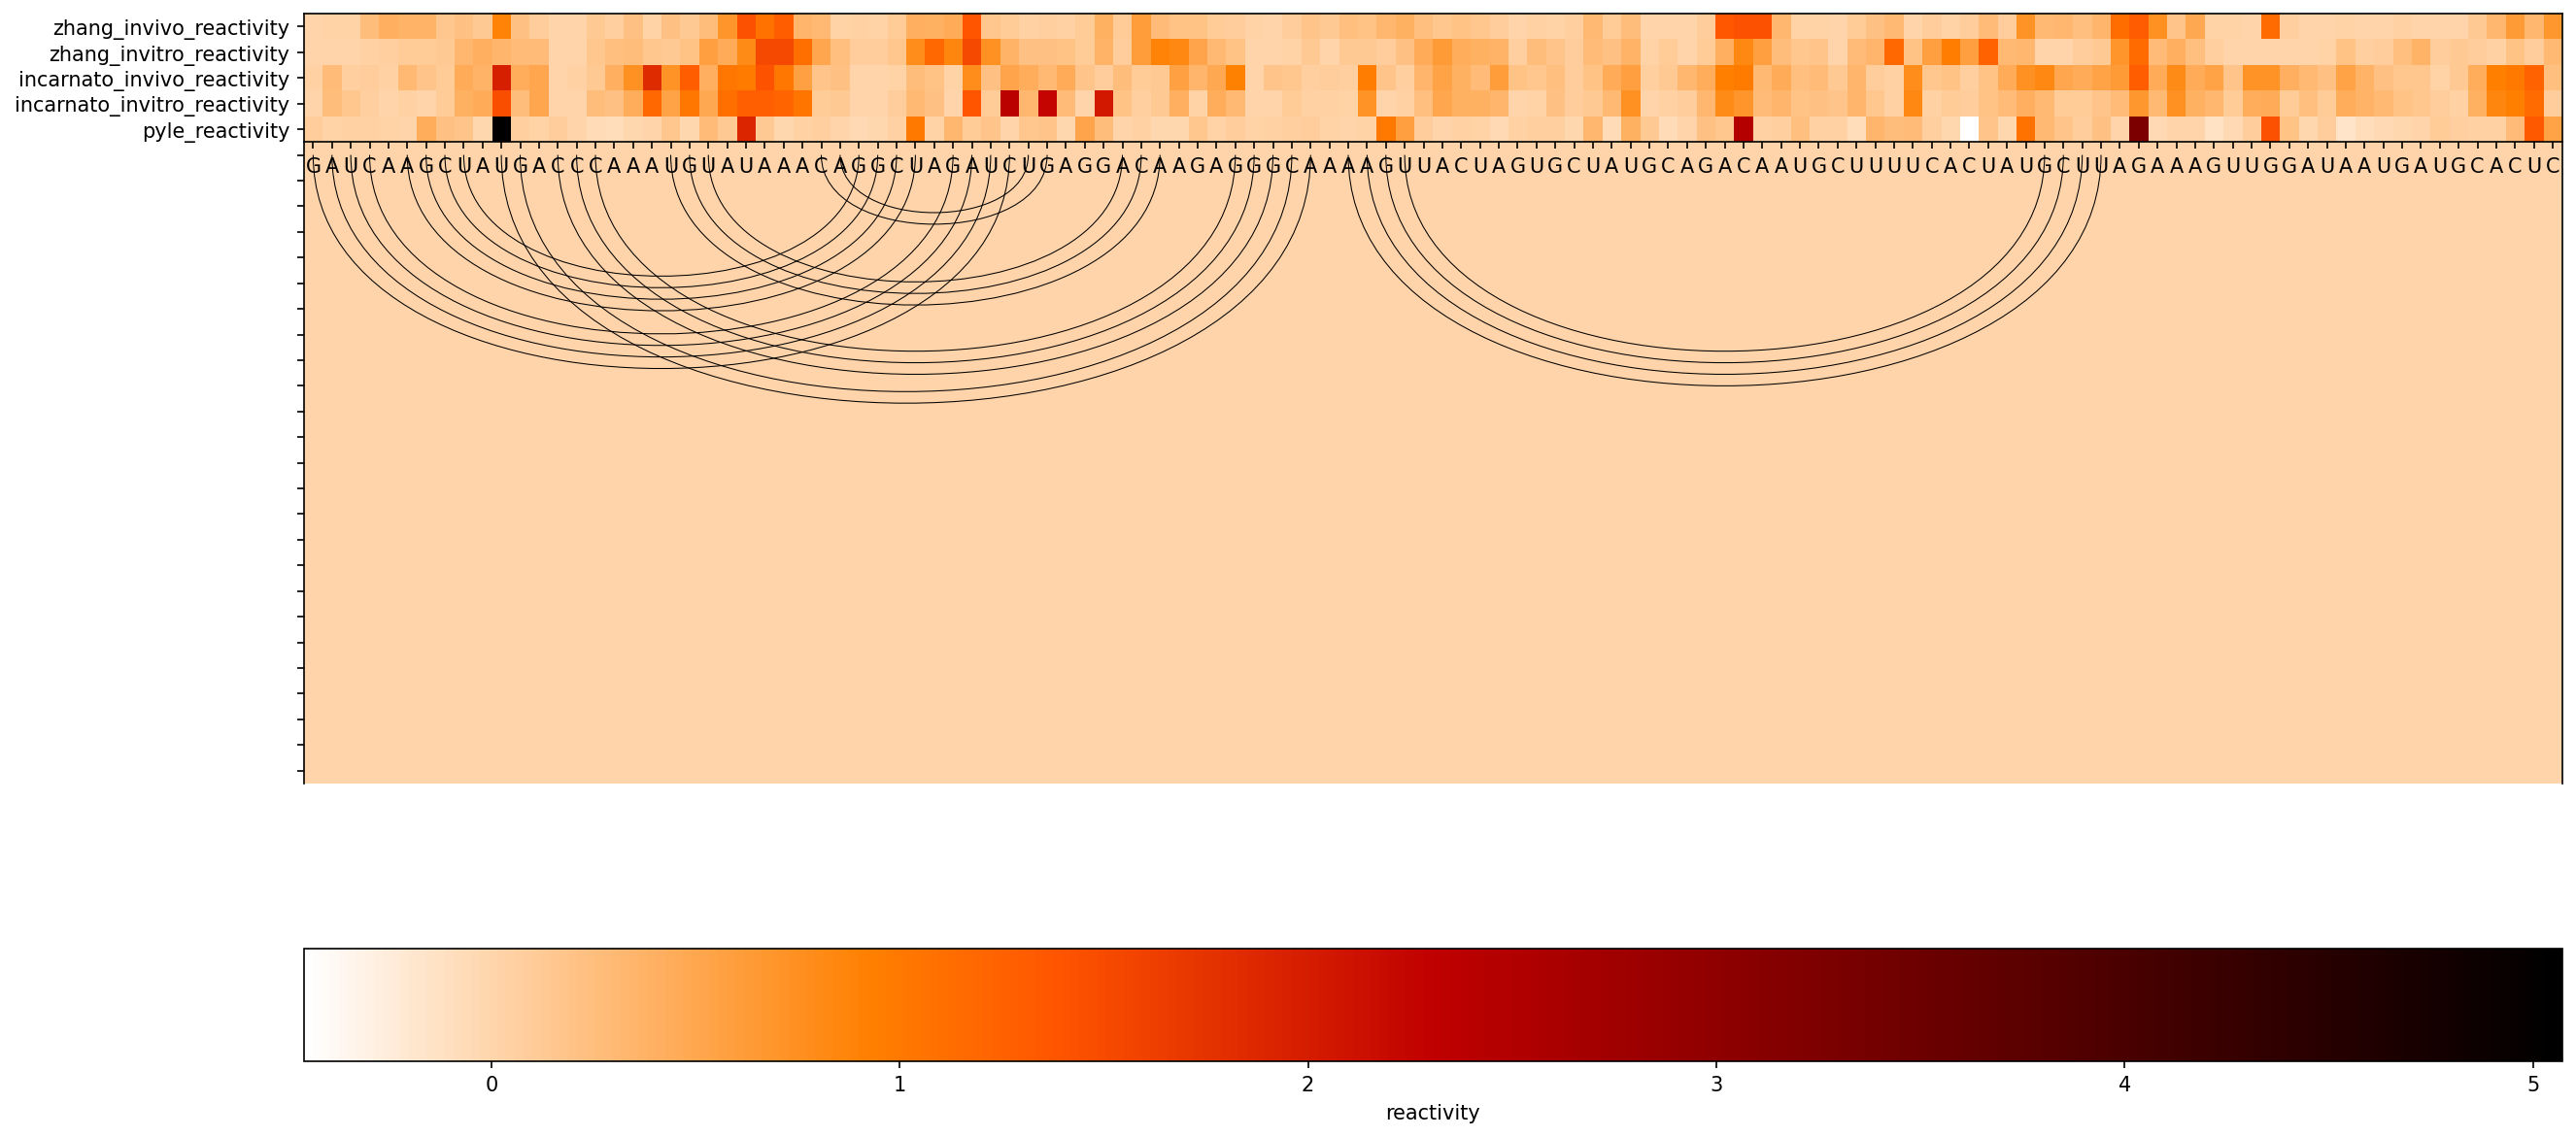 zhang_invivo_reactivity
zhang_invitro_reactivity
incarnato_invivo_reactivity
incarnato_invitro_reactivity
pyle_reactivity
GAUCAAGCUAUGACCCAAAUGUAUAAACAGGCUAGAUCUGAGGACAAGAGGGCAAAAGUUACUAGUGCUAUGCAGACAAUGCUUUUCACUAUGCUUAGAAAGUUGGAUAAUGAUGCACUC
0 1 2 3 4 5
reactivity